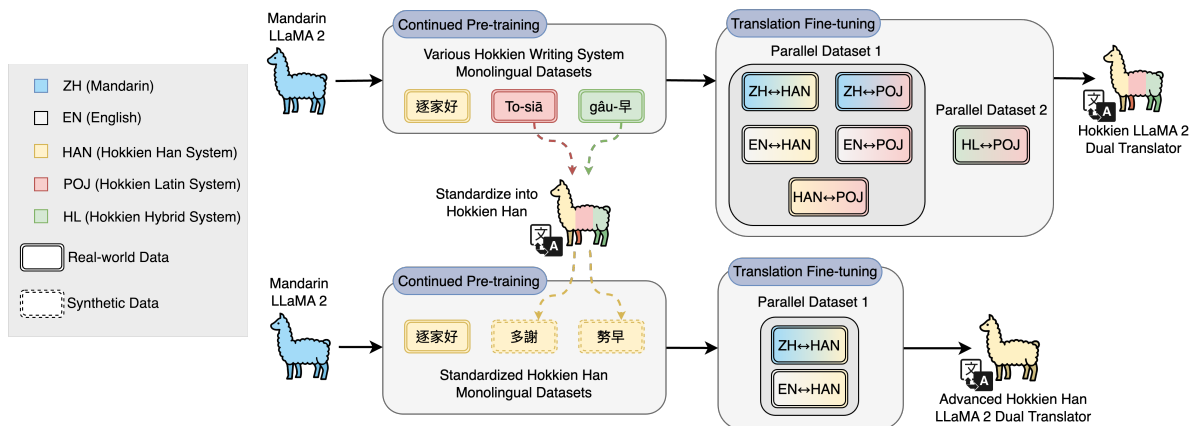 ZH (Mandarin)
EN (English)
HAN (Hokkien Han System)
POJ (Hokkien Latin System)
HL (Hokkien Hybrid System)
Real-world Data
Synthetic Data
Mandarin
LLaMA 2
Continued Pre-training
Various Hokkien Writing System
Monolingual Datasets
逐家好
To-siā
gâu-早
Translation Fine-tuning
Parallel Dataset 1
ZH↔HAN
ZH↔POJ
EN↔HAN
EN↔POJ
HAN↔POJ
Parallel Dataset 2
HL↔POJ
文
A
Hokkien LLaMA 2
Dual Translator
Standardize into
Hokkien Han
文
A
Mandarin
LLaMA 2
Continued Pre-training
逐家好
多謝
勢早
Standardized Hokkien Han
Monolingual Datasets
Translation Fine-tuning
Parallel Dataset 1
ZH↔HAN
EN↔HAN
文
A
Advanced Hokkien Han
LLaMA 2 Dual Translator